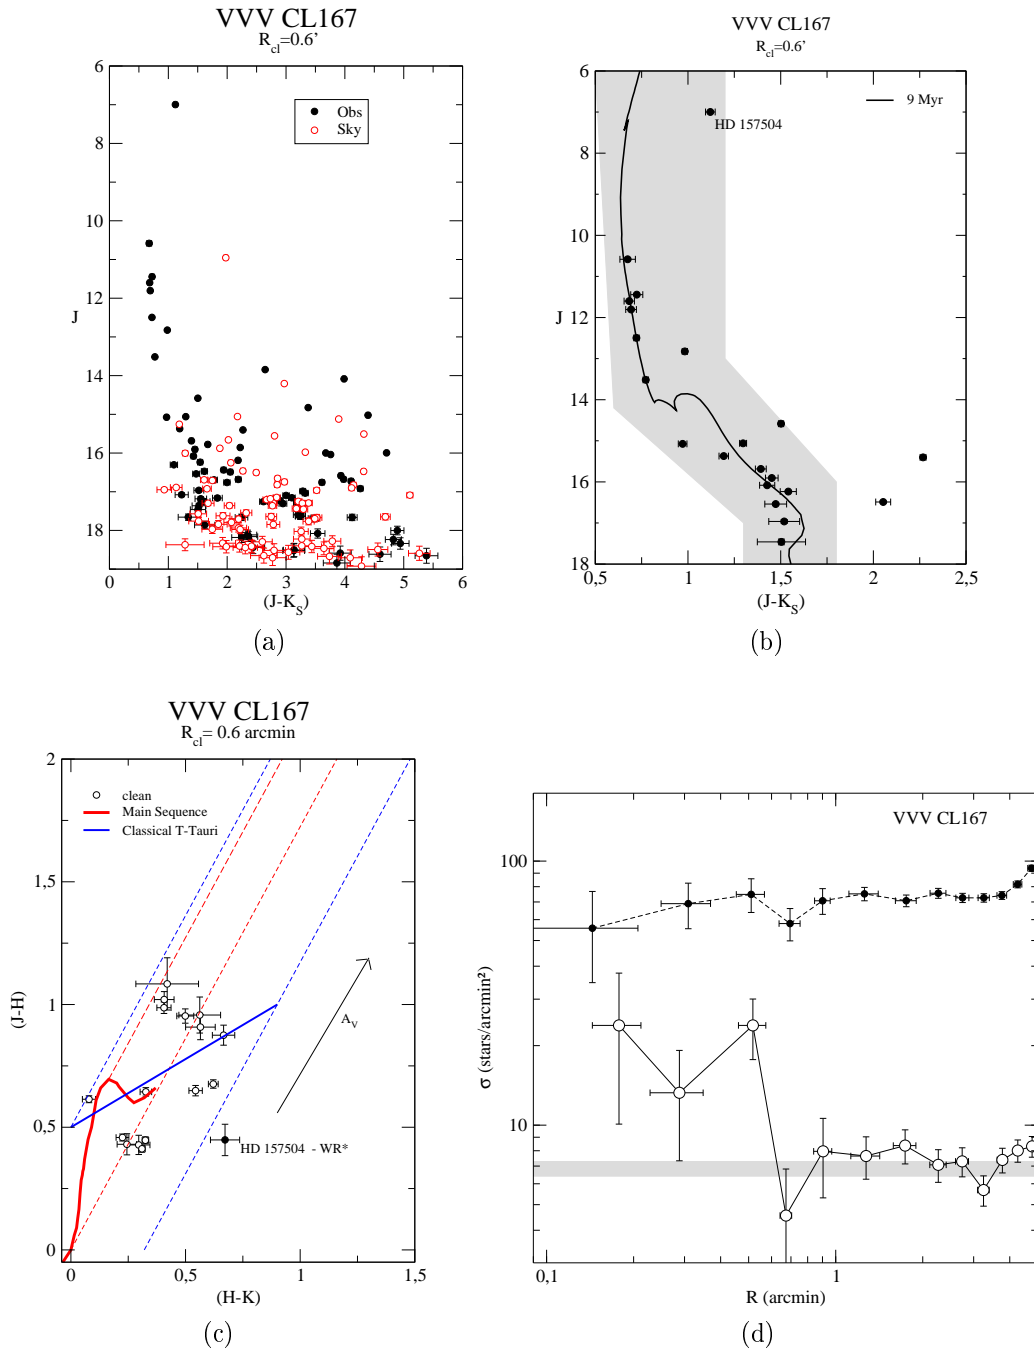 VVV CL167
R_cl=0.6'
6
8
10
12
14
16
18
J
Obs
Sky
0
1
2
3
4
5
6
(J-K_S)
(a)
VVV CL167
R_cl=0.6'
6
8
10
12
14
16
18
J
9 Myr
HD 157504
0,5
1
1,5
2
2,5
(J-K_S)
(b)
VVV CL167
R_cl= 0.6 arcmin
2
1,5
1
0,5
0
(J-H)
clean
Main Sequence
Classical T-Tauri
A_V
HD 157504 - WR*
0
0,5
1
1,5
(H-K)
(c)
VVV CL167
100
10
σ (stars/arcmin²)
0,1
1
R (arcmin)
(d)